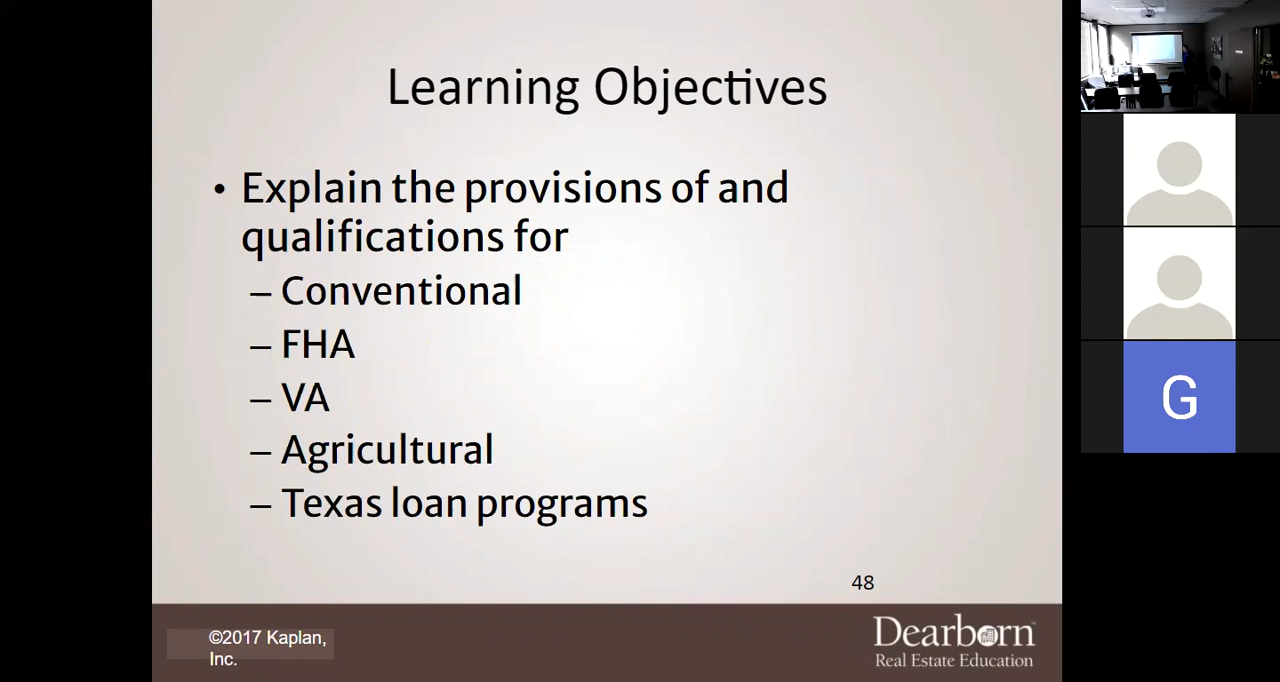 Learning Objectives
• Explain the provisions of and
qualifications for
– Conventional
– FHA
– VA
– Agricultural
– Texas loan programs
48
©2017 Kaplan,
Inc.
Dearborn™
Real Estate Education
G